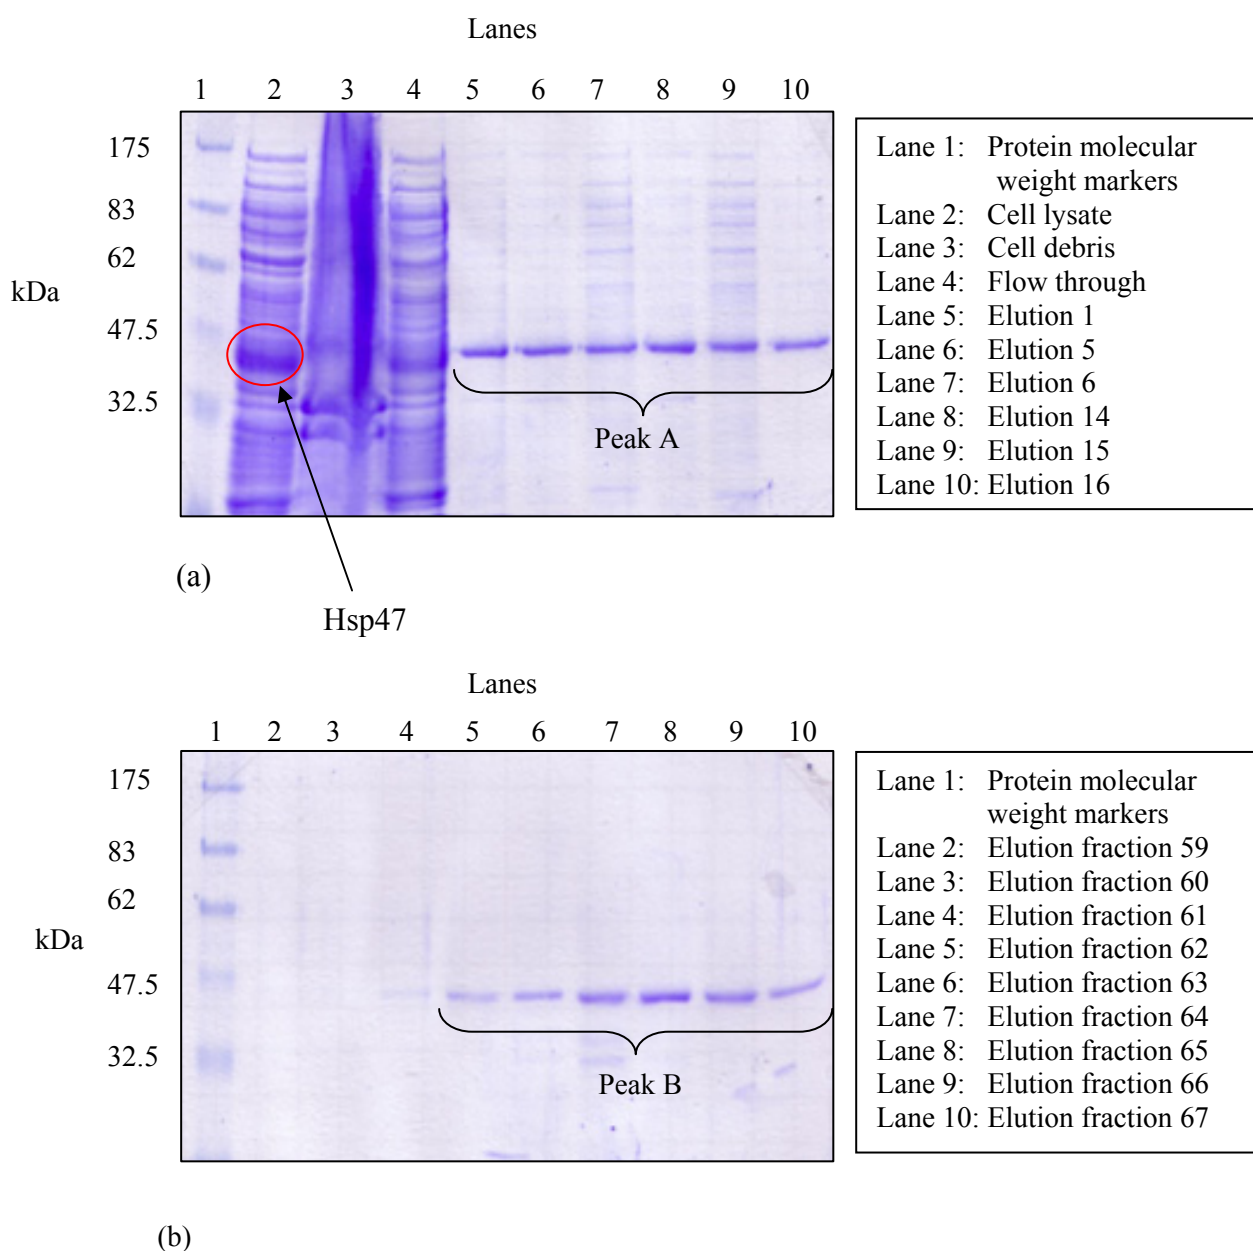 Lanes
1 2 3 4 5 6 7 8 9 10
175
83
62
kDa
47.5
32.5
Peak A
Lane 1: Protein molecular
weight markers
Lane 2: Cell lysate
Lane 3: Cell debris
Lane 4: Flow through
Lane 5: Elution 1
Lane 6: Elution 5
Lane 7: Elution 6
Lane 8: Elution 14
Lane 9: Elution 15
Lane 10: Elution 16
(a)
Hsp47
Lanes
1 2 3 4 5 6 7 8 9 10
175
83
62
kDa
47.5
32.5
Peak B
Lane 1: Protein molecular
weight markers
Lane 2: Elution fraction 59
Lane 3: Elution fraction 60
Lane 4: Elution fraction 61
Lane 5: Elution fraction 62
Lane 6: Elution fraction 63
Lane 7: Elution fraction 64
Lane 8: Elution fraction 65
Lane 9: Elution fraction 66
Lane 10: Elution fraction 67
(b)